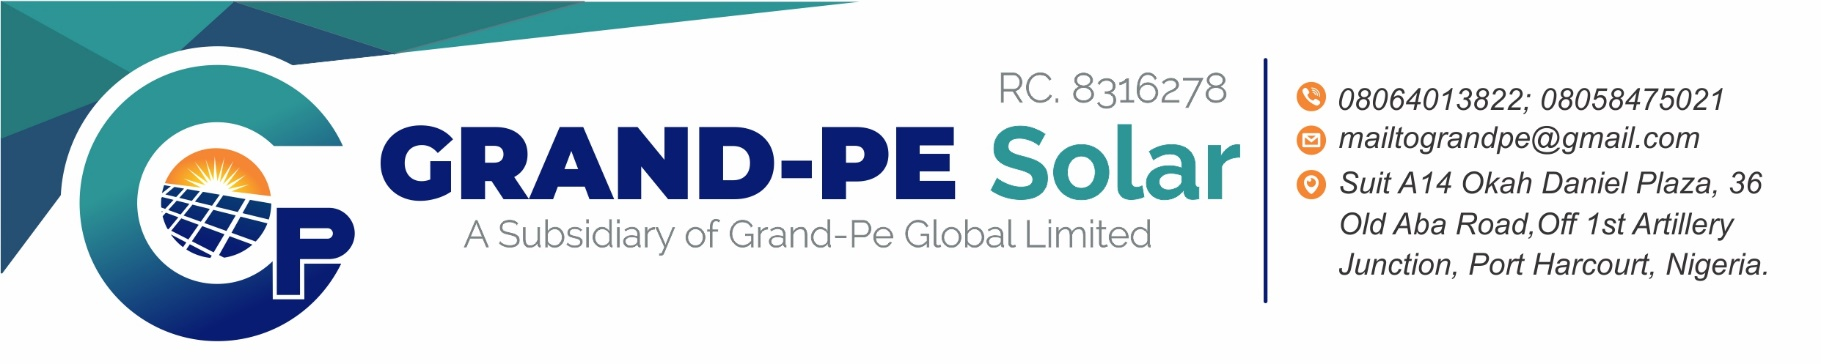 GP
RC. 8316278
GRAND-PE Solar
A Subsidiary of Grand-Pe Global Limited
08064013822; 08058475021
mailtograndpe@gmail.com
Suit A14 Okah Daniel Plaza, 36
Old Aba Road,Off 1st Artillery
Junction, Port Harcourt, Nigeria.